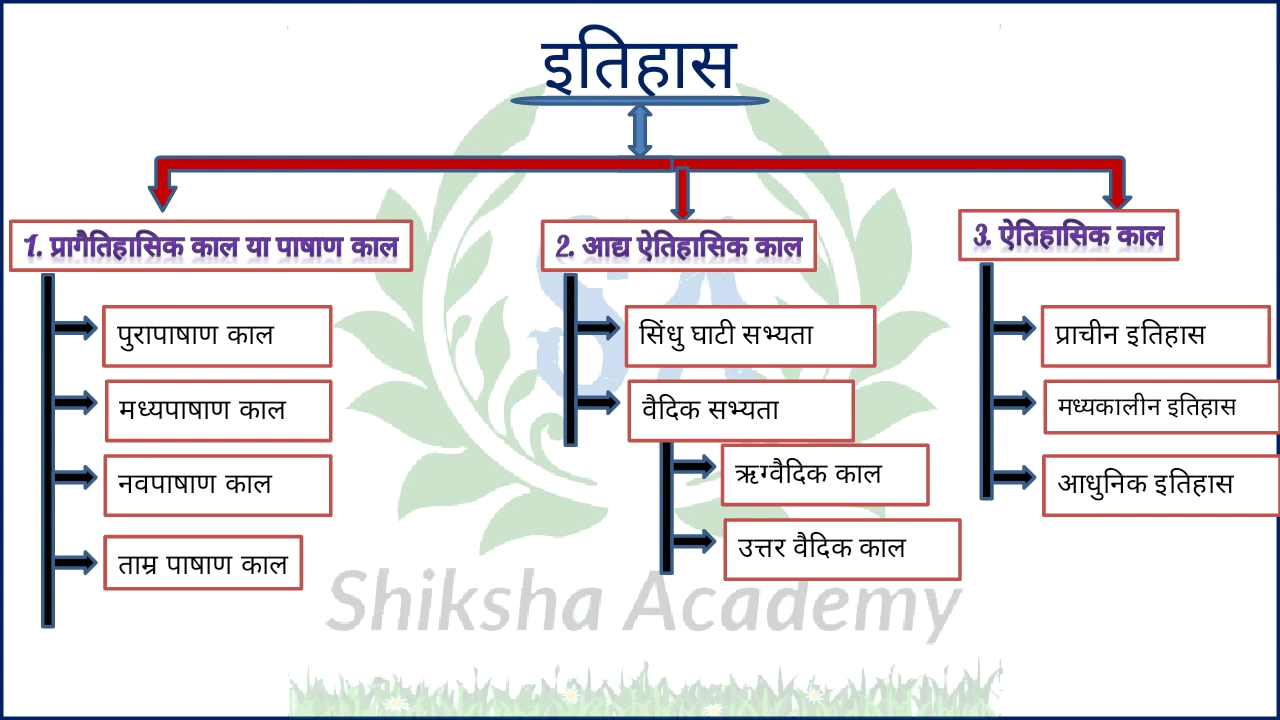 इतिहास
1. प्रागैतिहासिक काल या पाषाण काल
पुरापाषाण काल
मध्यपाषाण काल
नवपाषाण काल
ताम्र पाषाण काल
2. आद्य ऐतिहासिक काल
सिंधु घाटी सभ्यता
वैदिक सभ्यता
ऋग्वैदिक काल
उत्तर वैदिक काल
3. ऐतिहासिक काल
प्राचीन इतिहास
मध्यकालीन इतिहास
आधुनिक इतिहास
Shiksha Academy